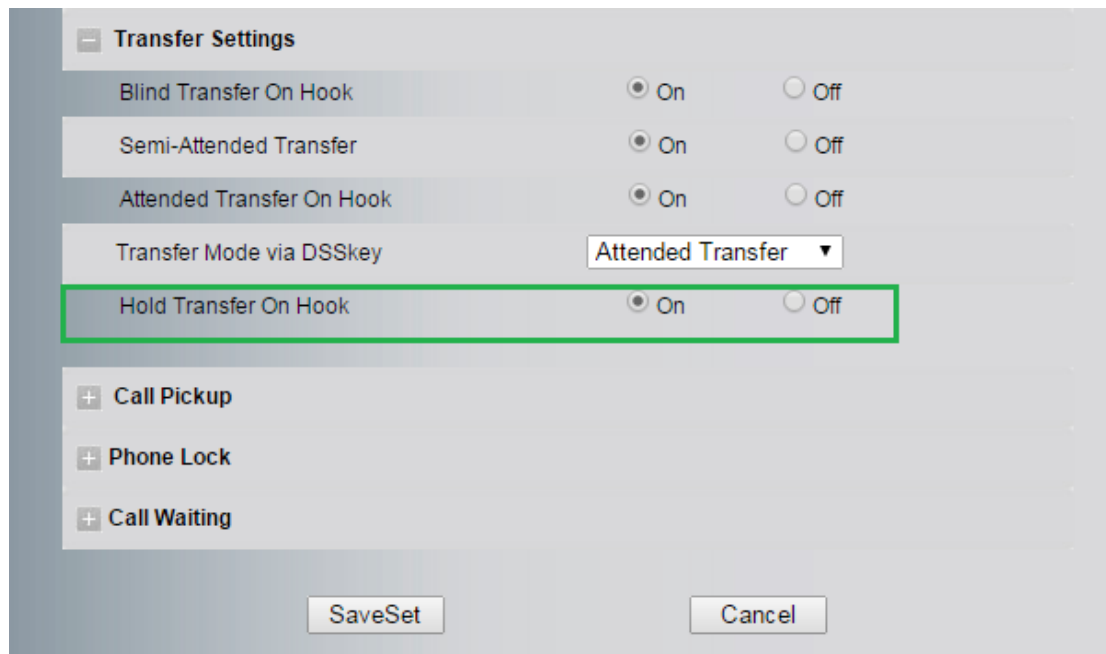 Transfer Settings
Blind Transfer On Hook On Off
Semi-Attended Transfer On Off
Attended Transfer On Hook On Off
Transfer Mode via DSSkey Attended Transfer
Hold Transfer On Hook On Off
Call Pickup
Phone Lock
Call Waiting
SaveSet Cancel